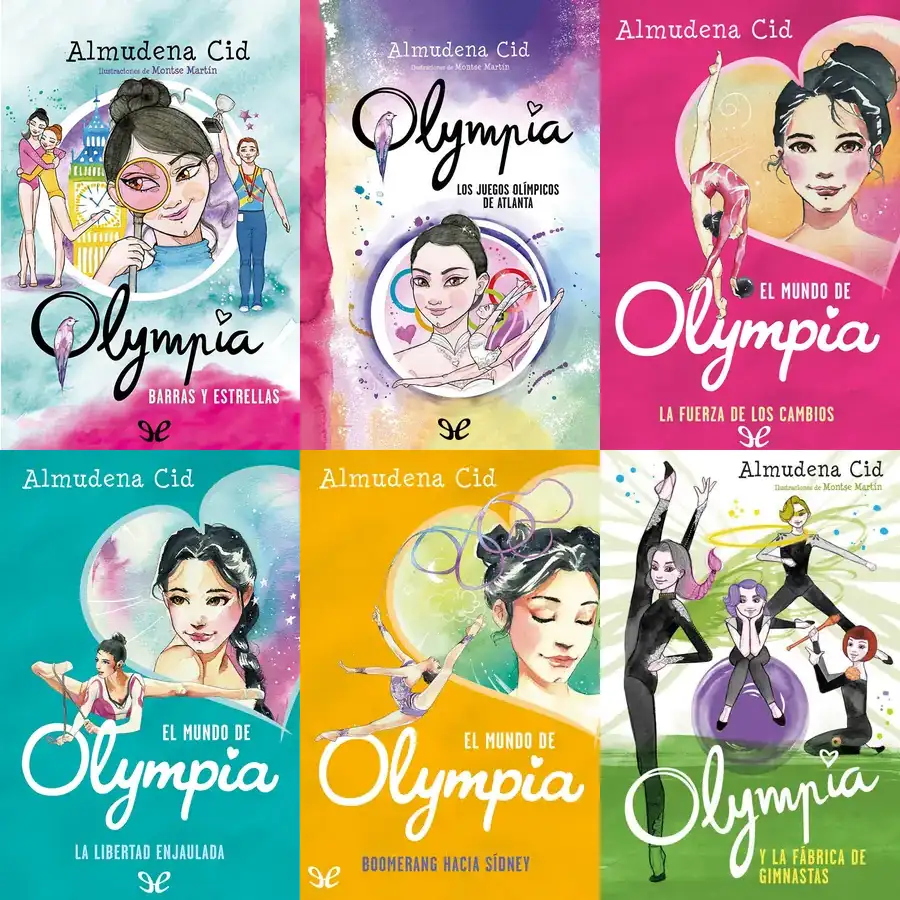 Almudena Cid
Ilustraciones de Montse Martín
Olympia
BARRAS Y ESTRELLAS
Almudena Cid
Ilustraciones de Montse Martín
Olympia
LOS JUEGOS OLÍMPICOS
DE ATLANTA
Almudena Cid
EL MUNDO DE
Olympia
LA FUERZA DE LOS CAMBIOS
Almudena Cid
EL MUNDO DE
Olympia
LA LIBERTAD ENJAULADA
Almudena Cid
EL MUNDO DE
Olympia
BOOMERANG HACIA SÍDNEY
Almudena Cid
Ilustraciones de Montse Martín
Olympia
Y LA FÁBRICA DE
GIMNASTAS